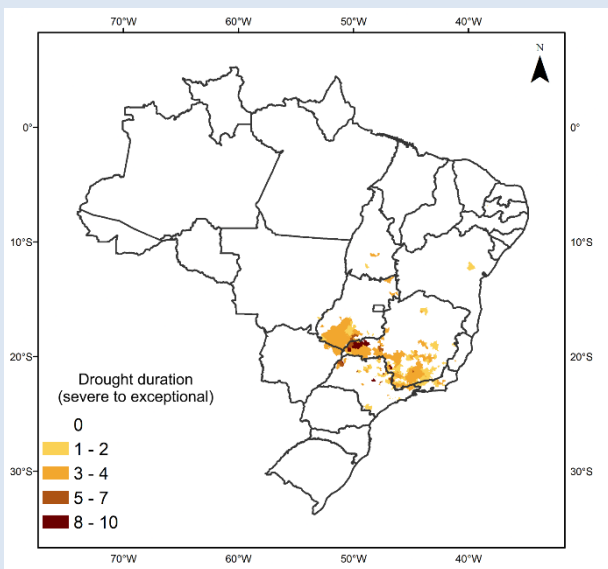 70°W 60°W 50°W 40°W
N
0° 0°
10°S 10°S
20°S 20°S
Drought duration
(severe to exceptional)
0
1 - 2
3 - 4
30°S 30°S
5 - 7
8 - 10
70°W 60°W 50°W 40°W